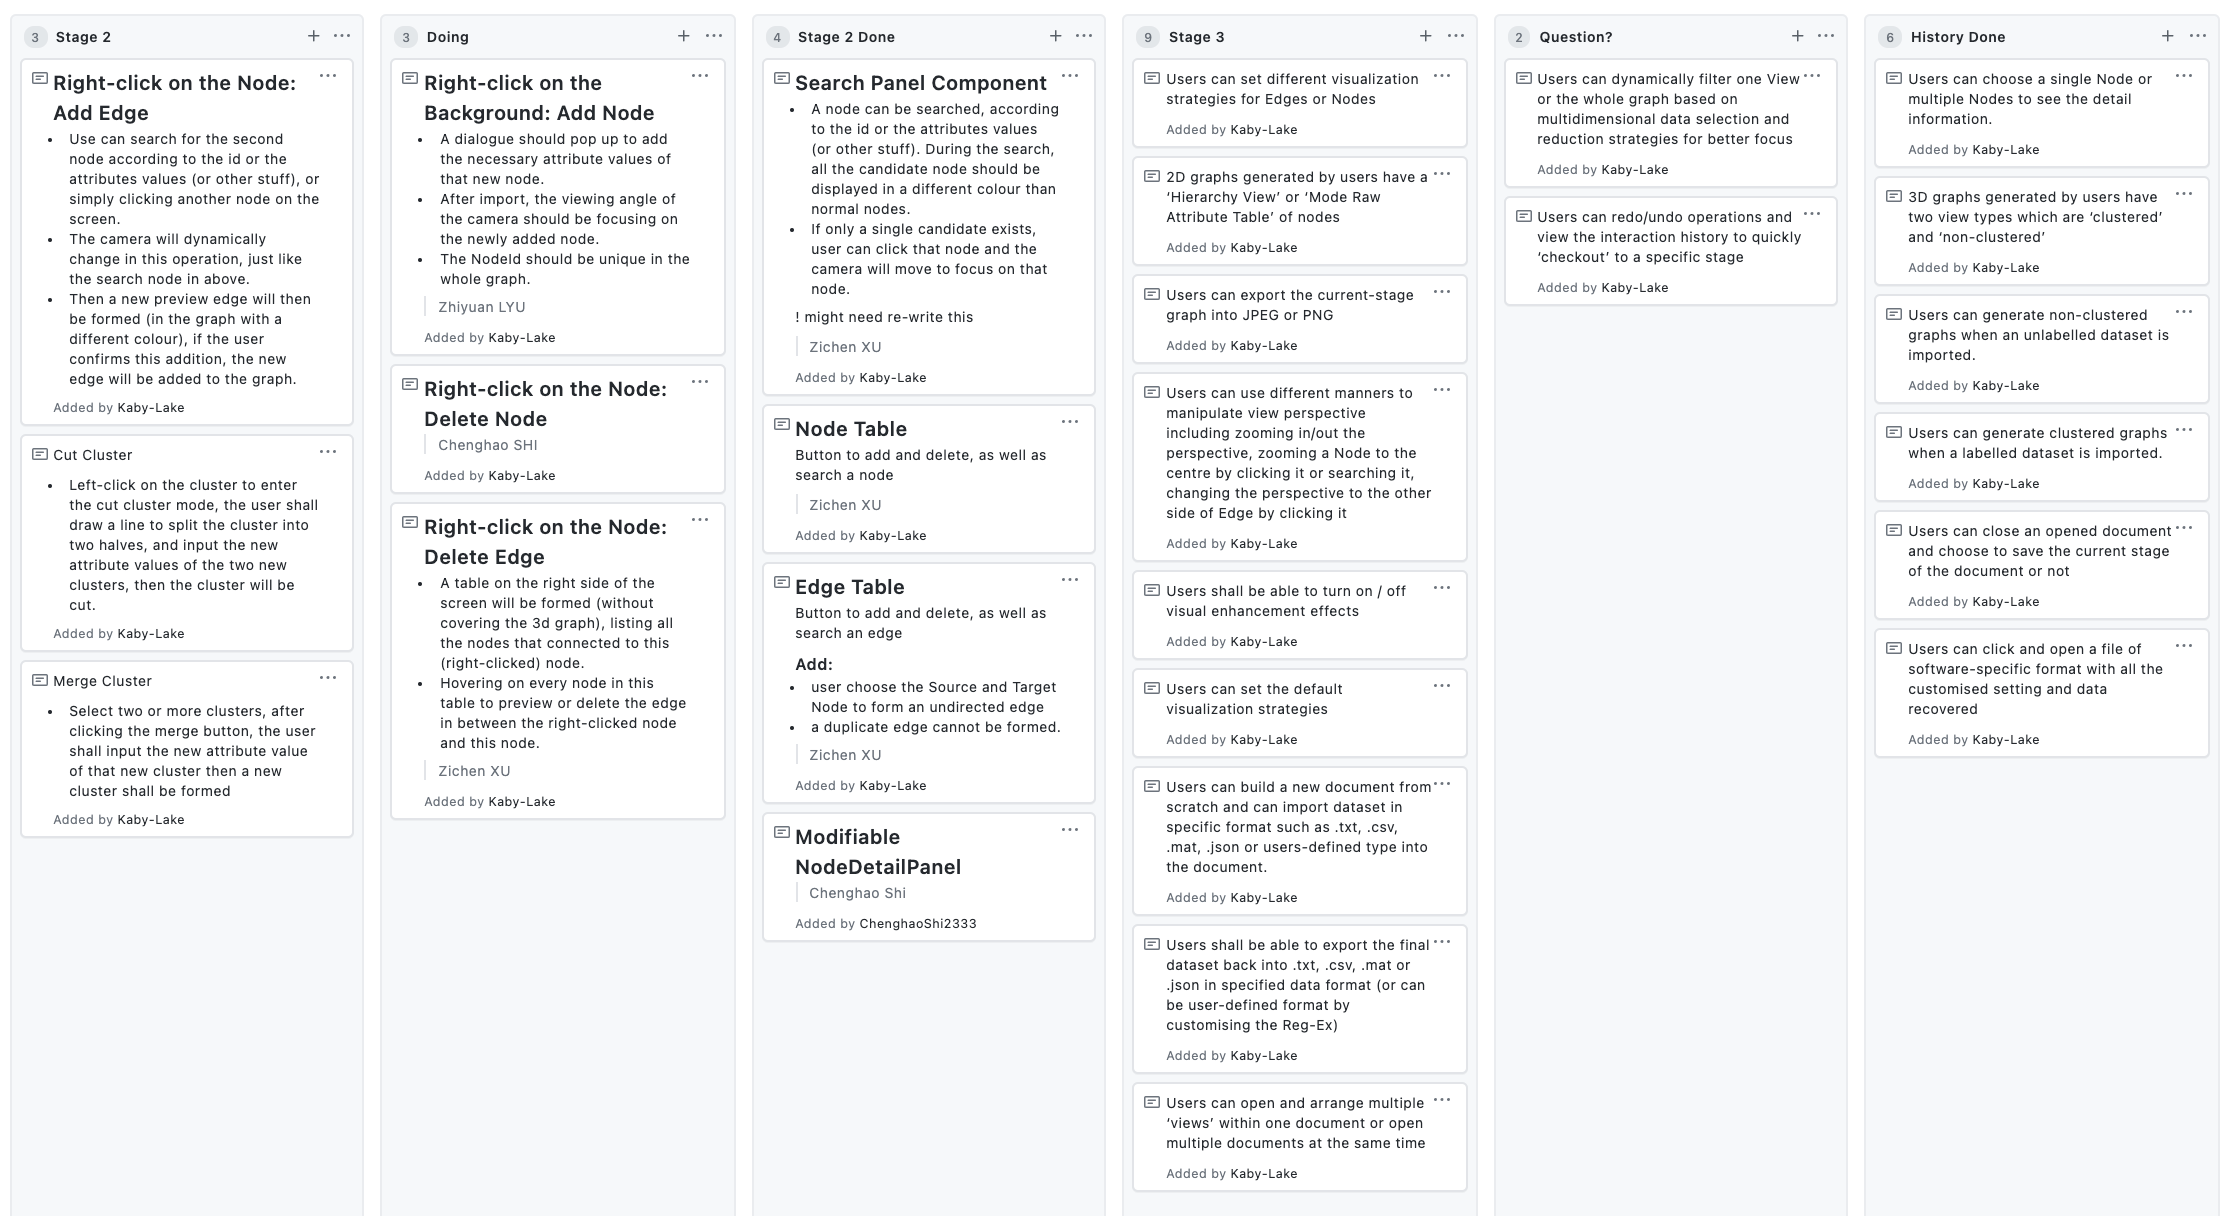 3 Stage 2
Right-click on the Node:
Add Edge
• Use can search for the second
node according to the id or the
attributes values (or other stuff), or
simply clicking another node on the
screen.
• The camera will dynamically
change in this operation, just like
the search node in above.
• Then a new preview edge will then
be formed (in the graph with a
different colour), if the user
confirms this addition, the new
edge will be added to the graph.
Added by Kaby-Lake
Cut Cluster
• Left-click on the cluster to enter
the cut cluster mode, the user shall
draw a line to split the cluster into
two halves, and input the new
attribute values of the two new
clusters, then the cluster will be
cut.
Added by Kaby-Lake
Merge Cluster
• Select two or more clusters, after
clicking the merge button, the user
shall input the new attribute value
of that new cluster then a new
cluster shall be formed
Added by Kaby-Lake
3 Doing
Right-click on the
Background: Add Node
• A dialogue should pop up to add
the necessary attribute values of
that new node.
• After import, the viewing angle of
the camera should be focusing on
the newly added node.
• The NodeId should be unique in the
whole graph.
Zhiyuan LYU
Added by Kaby-Lake
Right-click on the Node:
Delete Node
Chenghao SHI
Added by Kaby-Lake
Right-click on the Node:
Delete Edge
• A table on the right side of the
screen will be formed (without
covering the 3d graph), listing all
the nodes that connected to this
(right-clicked) node.
• Hovering on every node in this
table to preview or delete the edge
in between the right-clicked node
and this node.
Zichen XU
Added by Kaby-Lake
4 Stage 2 Done
Search Panel Component
• A node can be searched, according
to the id or the attributes values
(or other stuff). During the search,
all the candidate node should be
displayed in a different colour than
normal nodes.
• If only a single candidate exists,
user can click that node and the
camera will move to focus on that
node.
! might need re-write this
Zichen XU
Added by Kaby-Lake
Node Table
Button to add and delete, as well as
search a node
Zichen XU
Added by Kaby-Lake
Edge Table
Button to add and delete, as well as
search an edge
Add:
• user choose the Source and Target
Node to form an undirected edge
• a duplicate edge cannot be formed.
Zichen XU
Added by Kaby-Lake
Modifiable
NodeDetailPanel
Chenghao Shi
Added by ChenghaoShi2333
9 Stage 3
Users can set different visualization
strategies for Edges or Nodes
Added by Kaby-Lake
2D graphs generated by users have a
‘Hierarchy View’ or ‘Mode Raw
Attribute Table’ of nodes
Added by Kaby-Lake
Users can export the current-stage
graph into JPEG or PNG
Added by Kaby-Lake
Users can use different manners to
manipulate view perspective
including zooming in/out the
perspective, zooming a Node to the
centre by clicking it or searching it,
changing the perspective to the other
side of Edge by clicking it
Added by Kaby-Lake
Users shall be able to turn on / off
visual enhancement effects
Added by Kaby-Lake
Users can set the default
visualization strategies
Added by Kaby-Lake
Users can build a new document from
scratch and can import dataset in
specific format such as .txt, .csv,
.mat, .json or users-defined type into
the document.
Added by Kaby-Lake
Users shall be able to export the final
dataset back into .txt, .csv, .mat or
.json in specified data format (or can
be user-defined format by
customising the Reg-Ex)
Added by Kaby-Lake
Users can open and arrange multiple
‘views’ within one document or open
multiple documents at the same time
Added by Kaby-Lake
2 Question?
Users can dynamically filter one View
or the whole graph based on
multidimensional data selection and
reduction strategies for better focus
Added by Kaby-Lake
Users can redo/undo operations and
view the interaction history to quickly
‘checkout’ to a specific stage
Added by Kaby-Lake
6 History Done
Users can choose a single Node or
multiple Nodes to see the detail
information.
Added by Kaby-Lake
3D graphs generated by users have
two view types which are ‘clustered’
and ‘non-clustered’
Added by Kaby-Lake
Users can generate non-clustered
graphs when an unlabelled dataset is
imported.
Added by Kaby-Lake
Users can generate clustered graphs
when a labelled dataset is imported.
Added by Kaby-Lake
Users can close an opened document
and choose to save the current stage
of the document or not
Added by Kaby-Lake
Users can click and open a file of
software-specific format with all the
customised setting and data
recovered
Added by Kaby-Lake